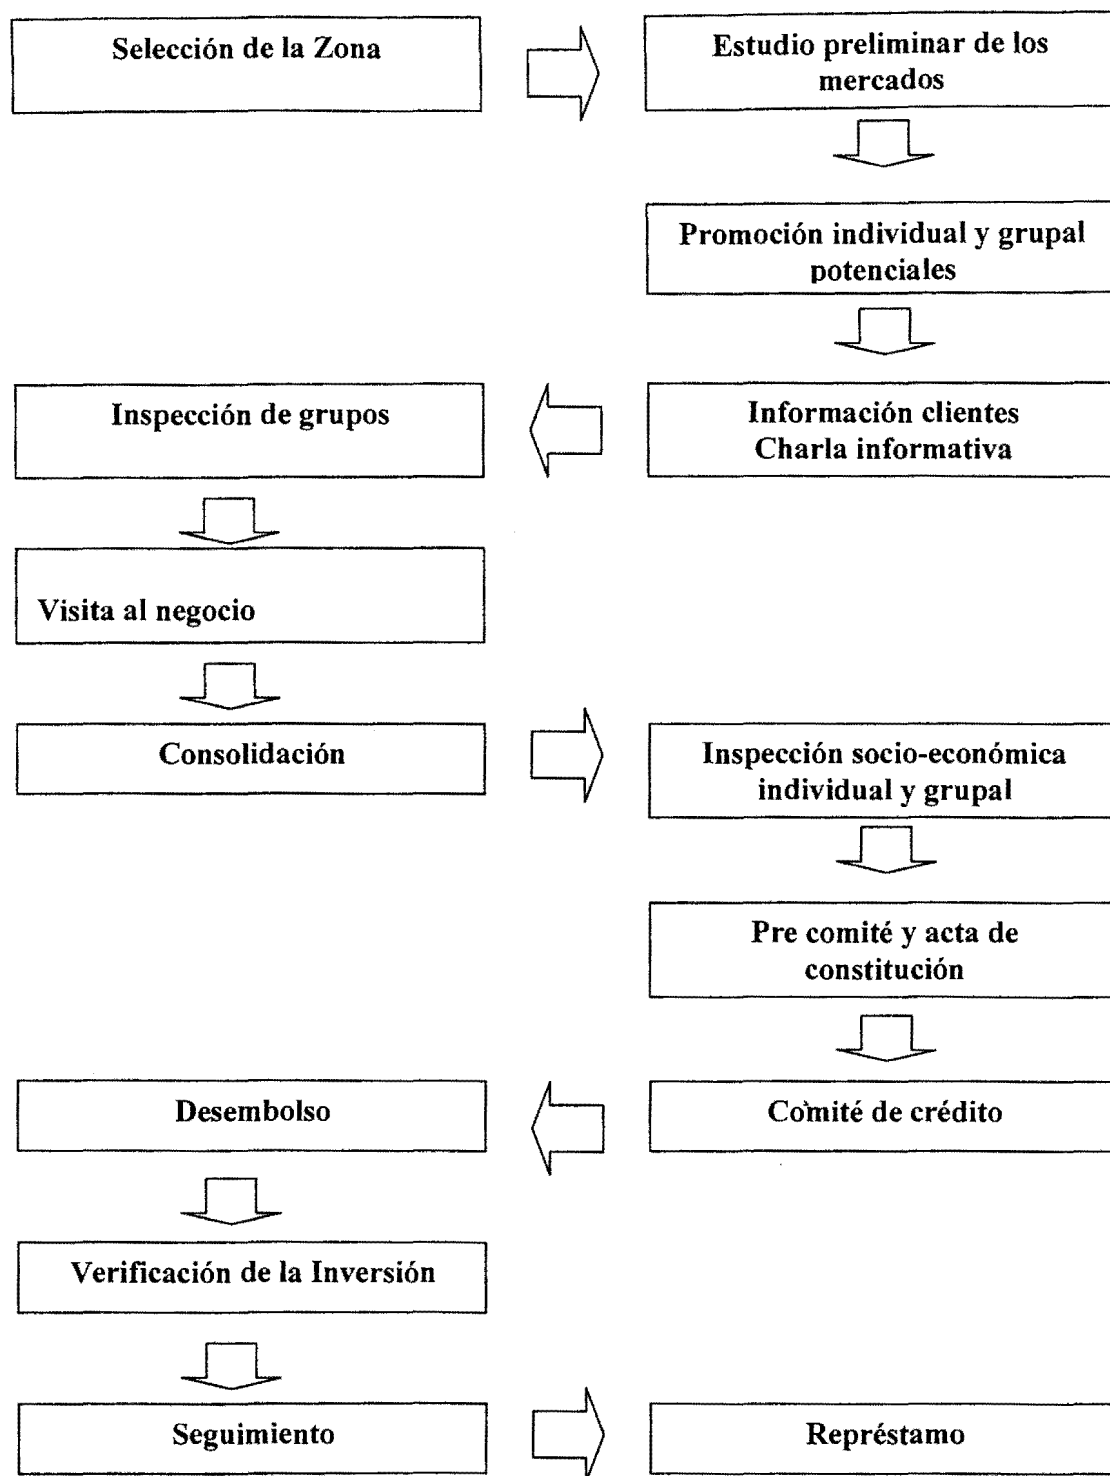 Selección de la Zona
Estudio preliminar de los
mercados
Promoción individual y grupal
potenciales
Información clientes
Charla informativa
Inspección de grupos
Visita al negocio
Consolidación
Inspección socio-económica
individual y grupal
Pre comité y acta de
constitución
Comité de crédito
Desembolso
Verificación de la Inversión
Seguimiento
Représtamo